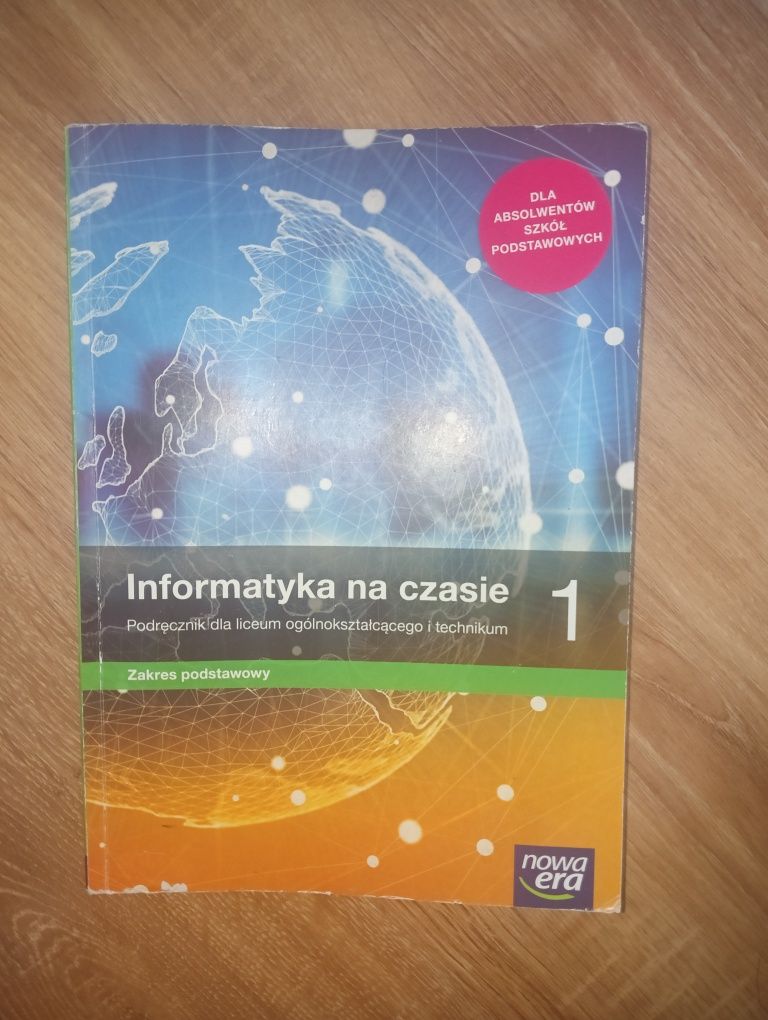 DLA
ABSOLWENTÓW
SZKÓŁ
PODSTAWOWYCH
Informatyka na czasie 1
Podręcznik dla liceum ogólnokształcącego i technikum
Zakres podstawowy
nowa
era